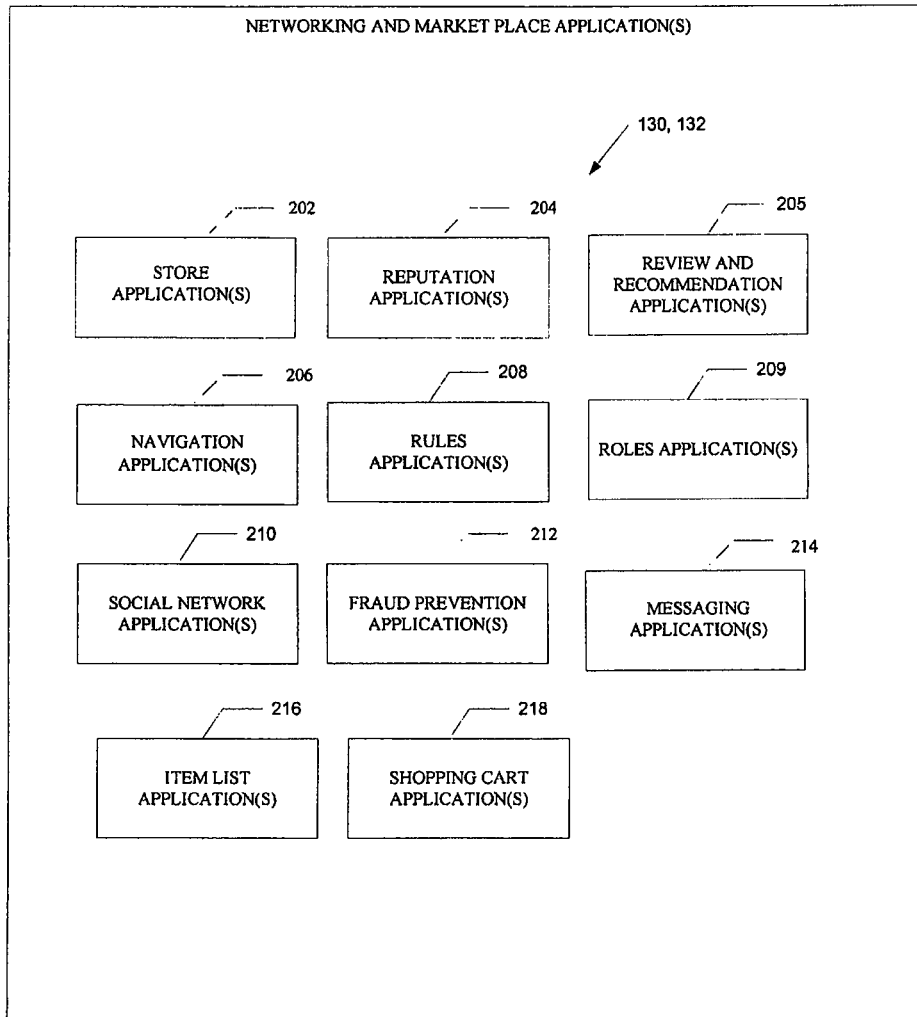 NETWORKING AND MARKET PLACE APPLICATION(S)
130, 132
202
204
205
STORE
APPLICATION(S)
REPUTATION
APPLICATION(S)
REVIEW AND
RECOMMENDATION
APPLICATION(S)
206
208
209
NAVIGATION
APPLICATION(S)
RULES
APPLICATION(S)
ROLES APPLICATION(S)
210
212
214
SOCIAL NETWORK
APPLICATION(S)
FRAUD PREVENTION
APPLICATION(S)
MESSAGING
APPLICATION(S)
216
218
ITEM LIST
APPLICATION(S)
SHOPPING CART
APPLICATION(S)